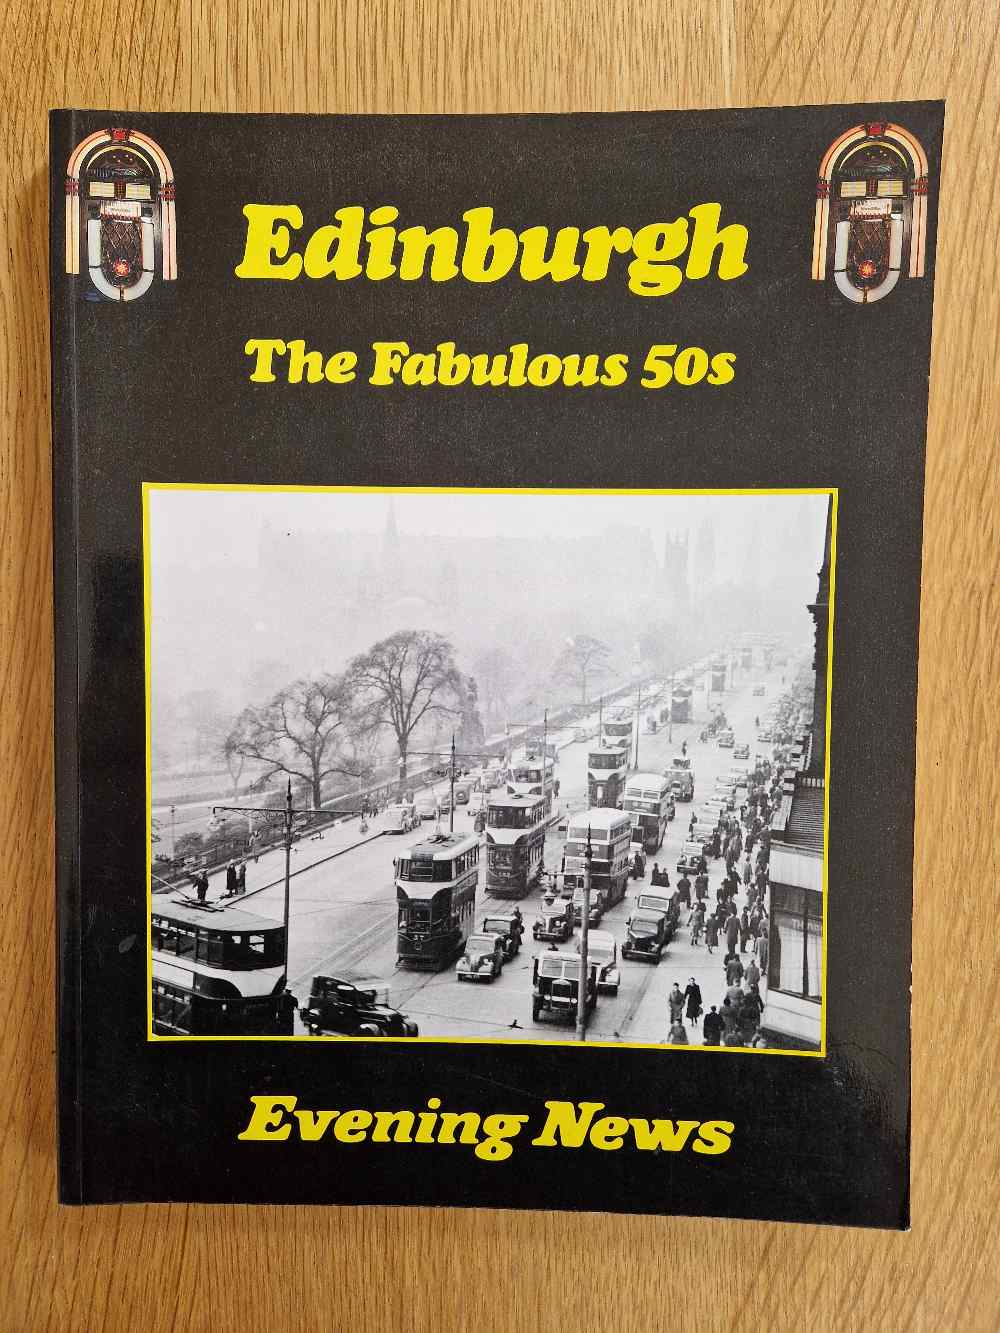 Edinburgh
The Fabulous 50s
Evening News